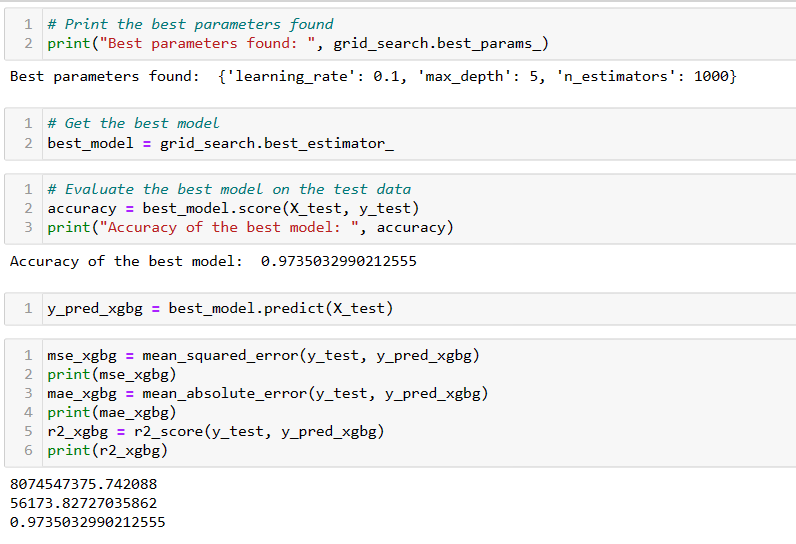 1 # Print the best parameters found
2 print("Best parameters found: ", grid_search.best_params_)
Best parameters found:  {'learning_rate': 0.1, 'max_depth': 5, 'n_estimators': 1000}
1 # Get the best model
2 best_model = grid_search.best_estimator_
1 # Evaluate the best model on the test data
2 accuracy = best_model.score(X_test, y_test)
3 print("Accuracy of the best model: ", accuracy)
Accuracy of the best model:  0.9735032990212555
1 y_pred_xgbg = best_model.predict(X_test)
1 mse_xgbg = mean_squared_error(y_test, y_pred_xgbg)
2 print(mse_xgbg)
3 mae_xgbg = mean_absolute_error(y_test, y_pred_xgbg)
4 print(mae_xgbg)
5 r2_xgbg = r2_score(y_test, y_pred_xgbg)
6 print(r2_xgbg)
8074547375.742088
56173.82727035862
0.9735032990212555